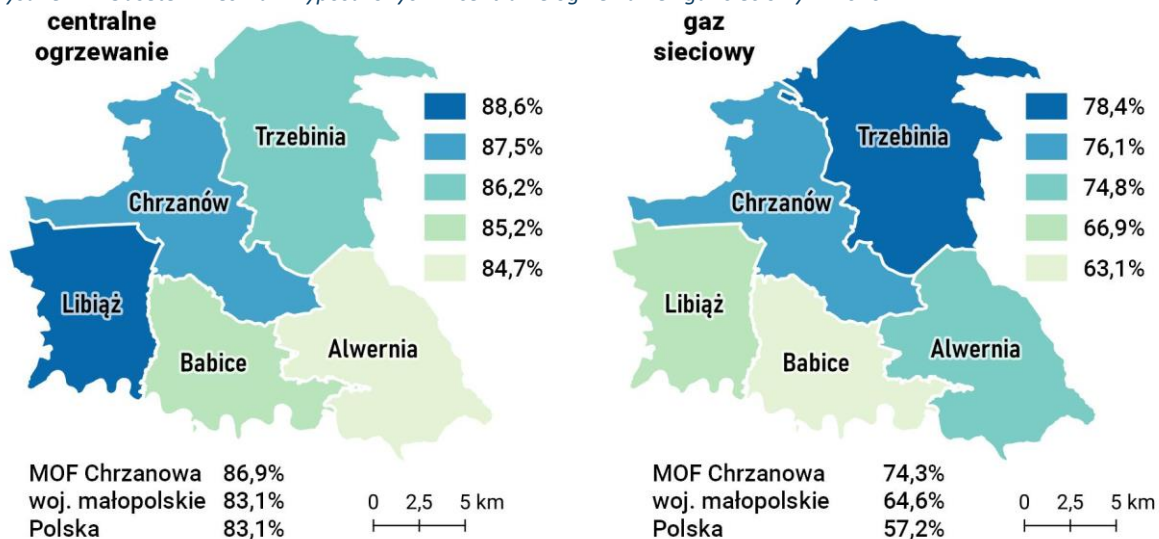 centralne
ogrzewanie
88,6%
87,5%
86,2%
85,2%
84,7%
Trzebinia
Chrzanów
Libiąż
Babice
Alwernia
MOF Chrzanowa 86,9%
woj. małopolskie 83,1%
Polska 83,1%
0 2,5 5 km
gaz
sieciowy
78,4%
76,1%
74,8%
66,9%
63,1%
Trzebinia
Chrzanów
Libiąż
Babice
Alwernia
MOF Chrzanowa 74,3%
woj. małopolskie 64,6%
Polska 57,2%
0 2,5 5 km